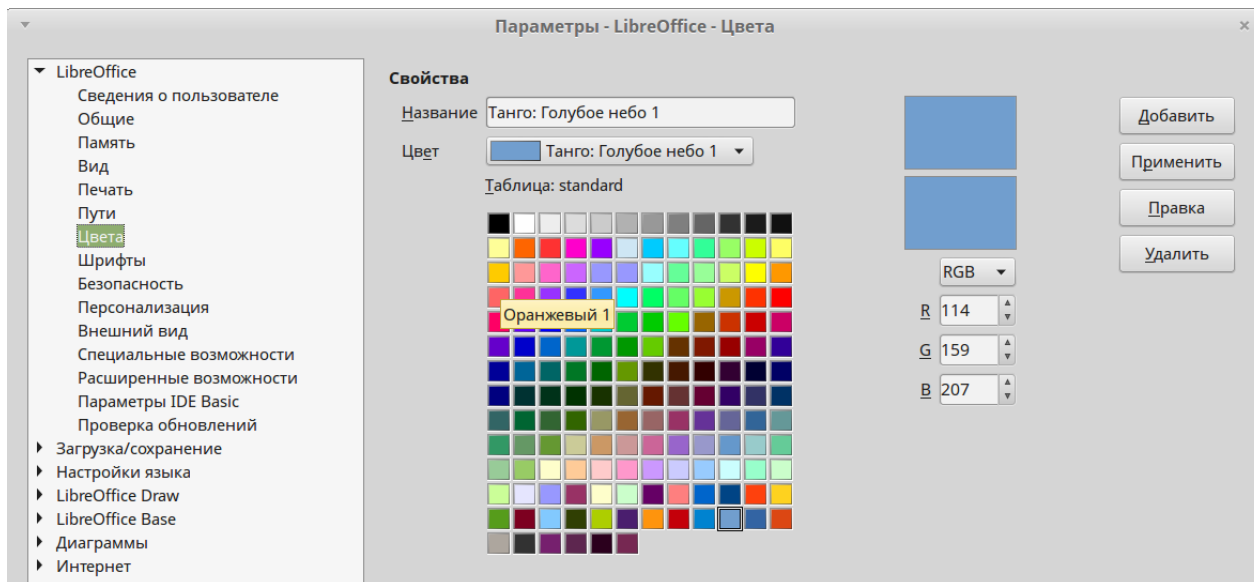 Параметры - LibreOffice - Цвета
LibreOffice
Сведения о пользователе
Общие
Память
Вид
Печать
Пути
Цвета
Шрифты
Безопасность
Персонализация
Внешний вид
Специальные возможности
Расширенные возможности
Параметры IDE Basic
Проверка обновлений
Загрузка/сохранение
Настройки языка
LibreOffice Draw
LibreOffice Base
Диаграммы
Интернет
Свойства
Название Танго: Голубое небо 1
Цвет Танго: Голубое небо 1
Таблица: standard
Оранжевый 1
RGB
R 114
G 159
B 207
Добавить
Применить
Правка
Удалить